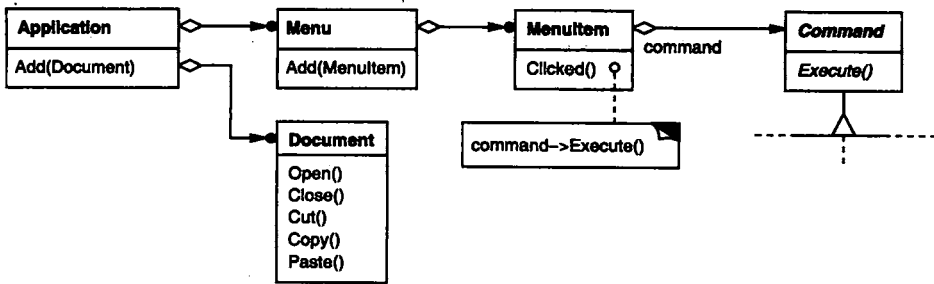 Application
Add(Document)
Menu
Add(MenuItem)
MenuItem
Clicked()
command
Command
Execute()
command->Execute()
Document
Open()
Close()
Cut()
Copy()
Paste()